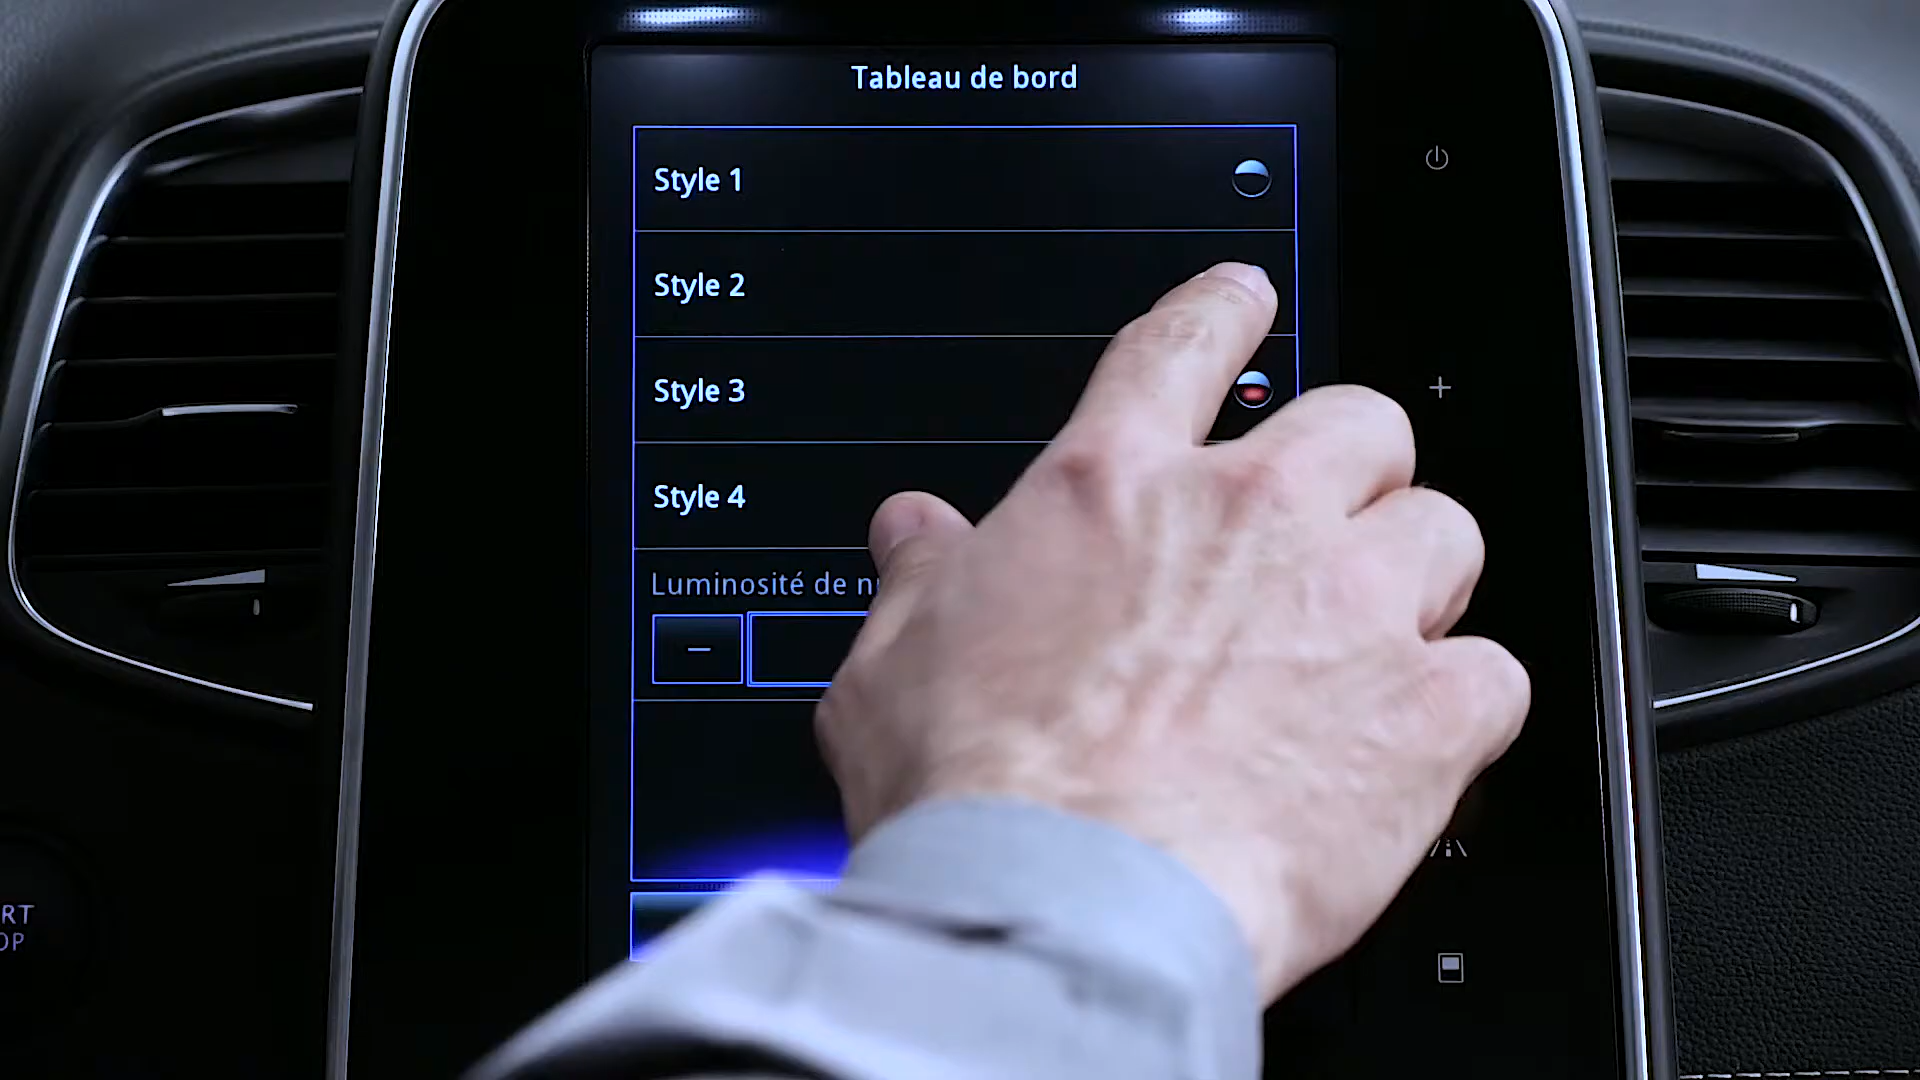 Tableau de bord
Style 1
Style 2
Style 3
Style 4
Luminosité de